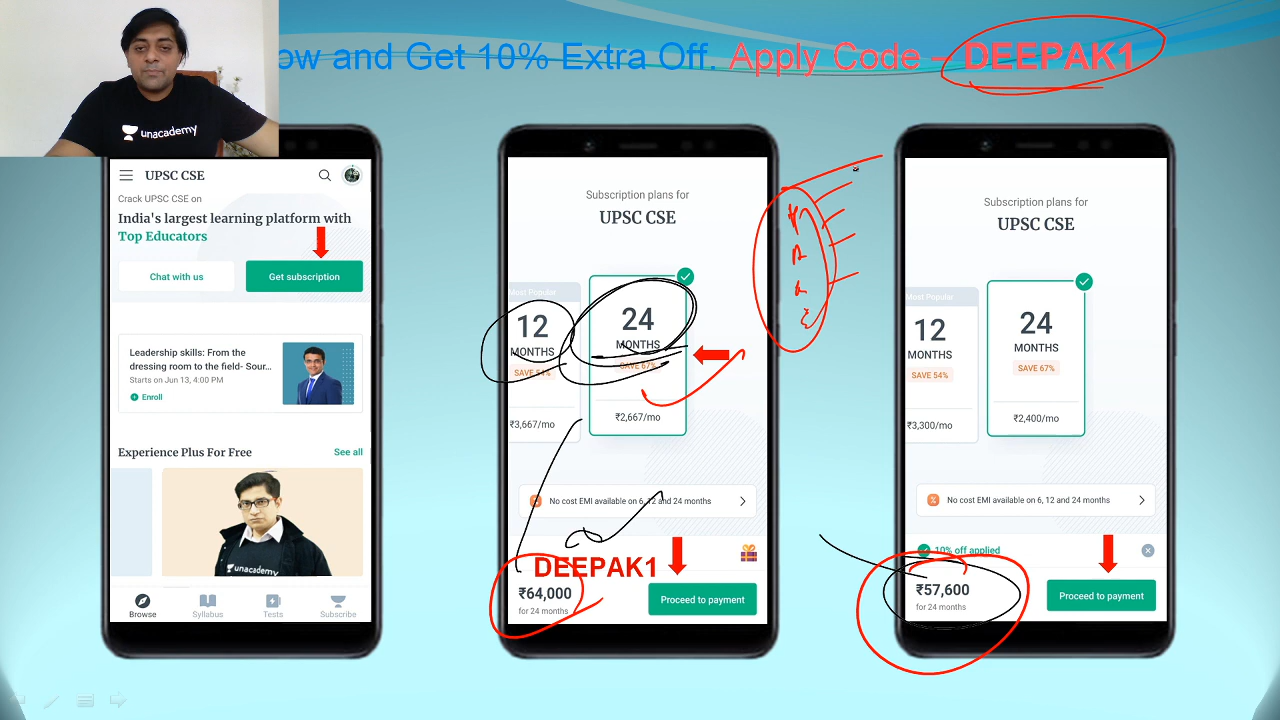 ow and Get 10% Extra Off. Apply Code – DEEPAK1
unacademy
UPSC CSE
Crack UPSC CSE on
India's largest learning platform with
Top Educators
Chat with us
Get subscription
Leadership skills: From the
dressing room to the field- Sour...
Starts on Jun 13, 4:00 PM
Enroll
Experience Plus For Free
See all
unacademy
Browse
Syllabus
Tests
Subscribe
Subscription plans for
UPSC CSE
Most Popular
12
MONTHS
SAVE 54%
₹3,667/mo
24
MONTHS
SAVE 67%
₹2,667/mo
No cost EMI available on 6, 12 and 24 months
DEEPAK1
₹64,000
for 24 months
Proceed to payment
Subscription plans for
UPSC CSE
Most Popular
12
MONTHS
SAVE 54%
₹3,300/mo
24
MONTHS
SAVE 67%
₹2,400/mo
No cost EMI available on 6, 12 and 24 months
10% off applied
₹57,600
for 24 months
Proceed to payment